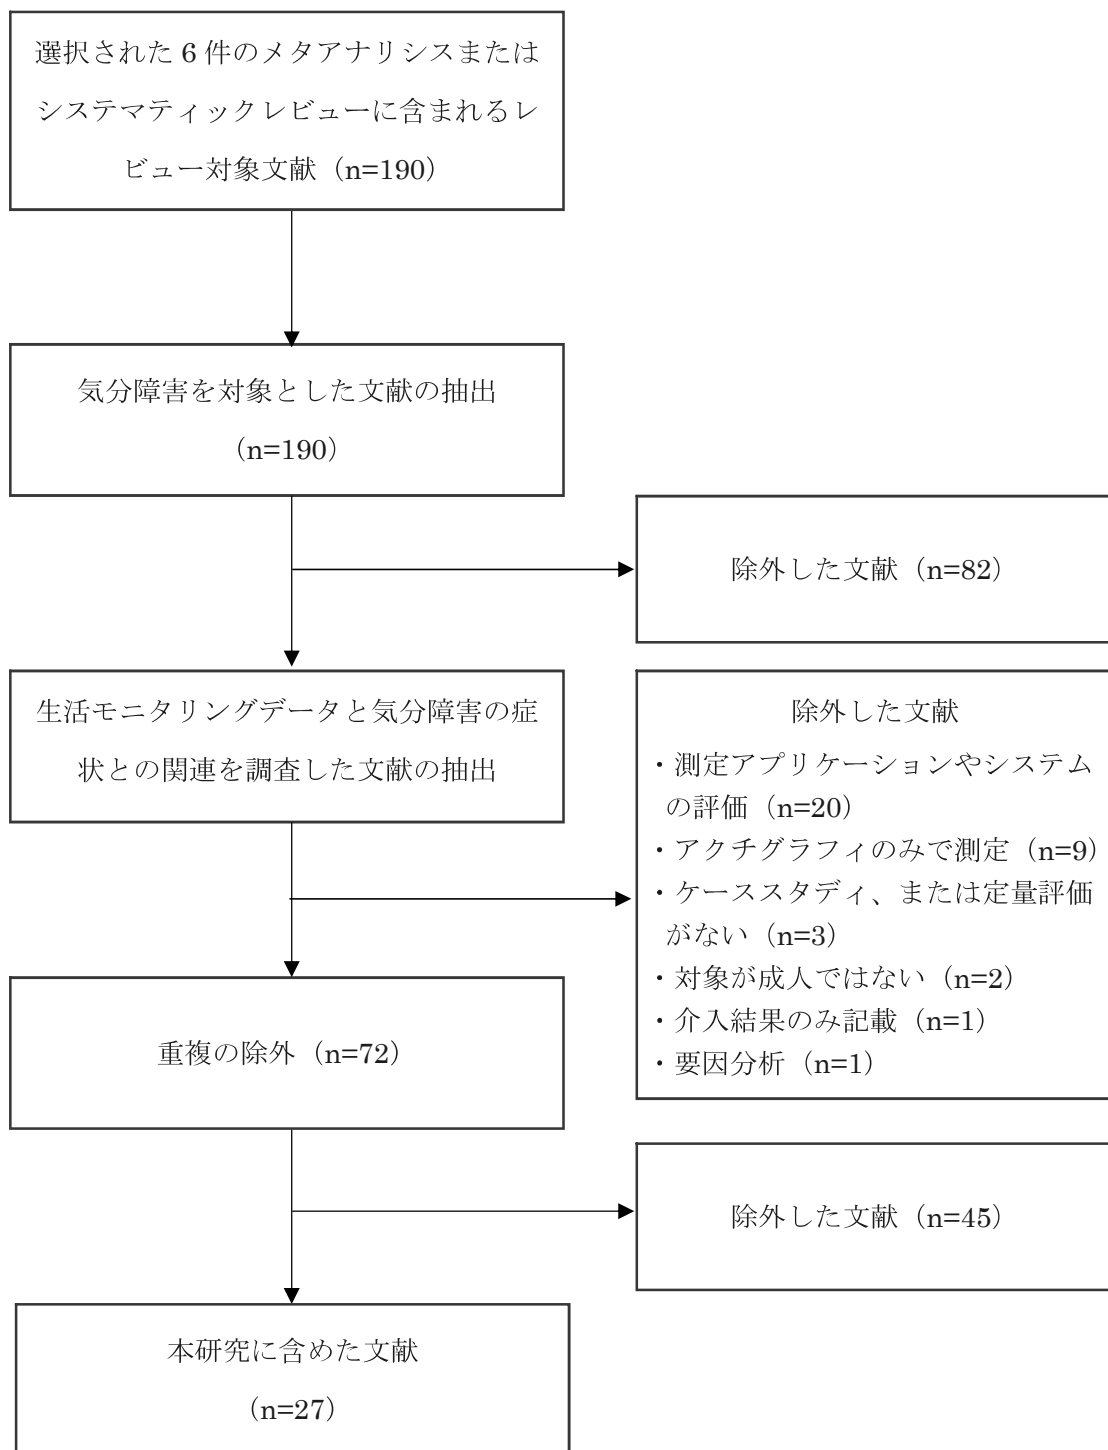 選択された 6 件のメタアナリシスまたは
システマティックレビューに含まれるレ
ビュー対象文献（n=190）
気分障害を対象とした文献の抽出
（n=190）
除外した文献（n=82）
生活モニタリングデータと気分障害の症
状との関連を調査した文献の抽出
除外した文献
・測定アプリケーションやシステム
の評価（n=20）
・アクチグラフィのみで測定（n=9）
・ケーススタディ、または定量評価
がない（n=3）
・対象が成人ではない（n=2）
・介入結果のみ記載（n=1）
・要因分析（n=1）
重複の除外（n=72）
除外した文献（n=45）
本研究に含めた文献
（n=27）